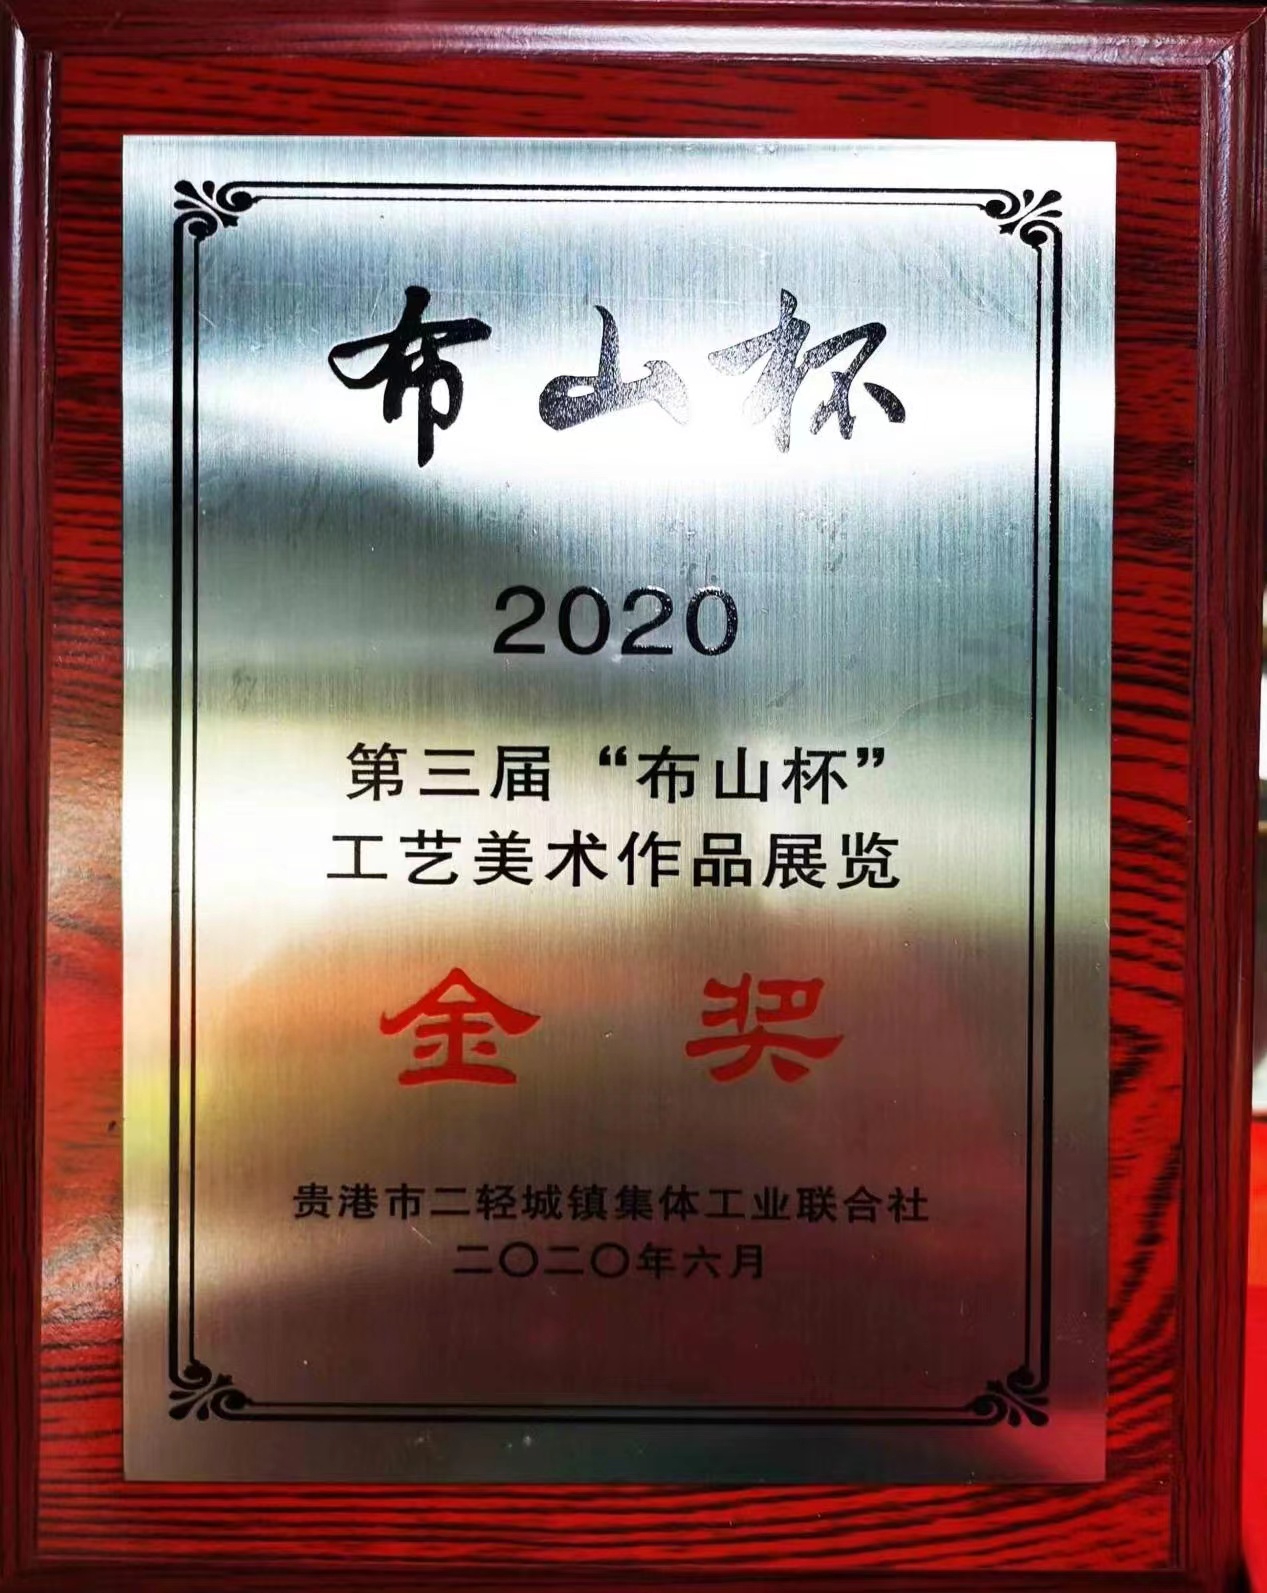 布山杯
2020
第三届“布山杯”
工艺美术作品展览
金奖
贵港市二轻城镇集体工业联合社
二〇二〇年六月